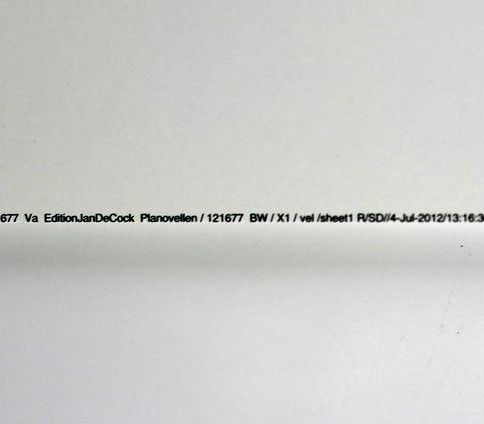 677 Va EditionJanDeCock Planovellen / 121677 BW / X1 / vel /sheet1 R/SD//4-Jul-2012/13:16:3